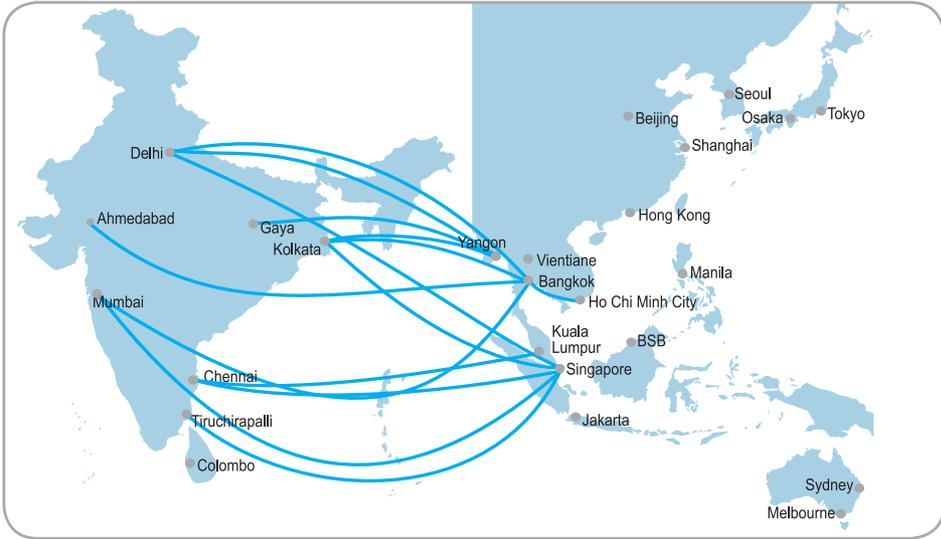 Seoul
Beijing
Osaka
Tokyo
Shanghai
Delhi
Ahmedabad
Gaya
Hong Kong
Kolkata
Yangon
Vientiane
Manila
Bangkok
Mumbai
Ho Chi Minh City
Kuala
Lumpur
BSB
Singapore
Chennai
Tiruchirapalli
Jakarta
Colombo
Sydney
Melbourne